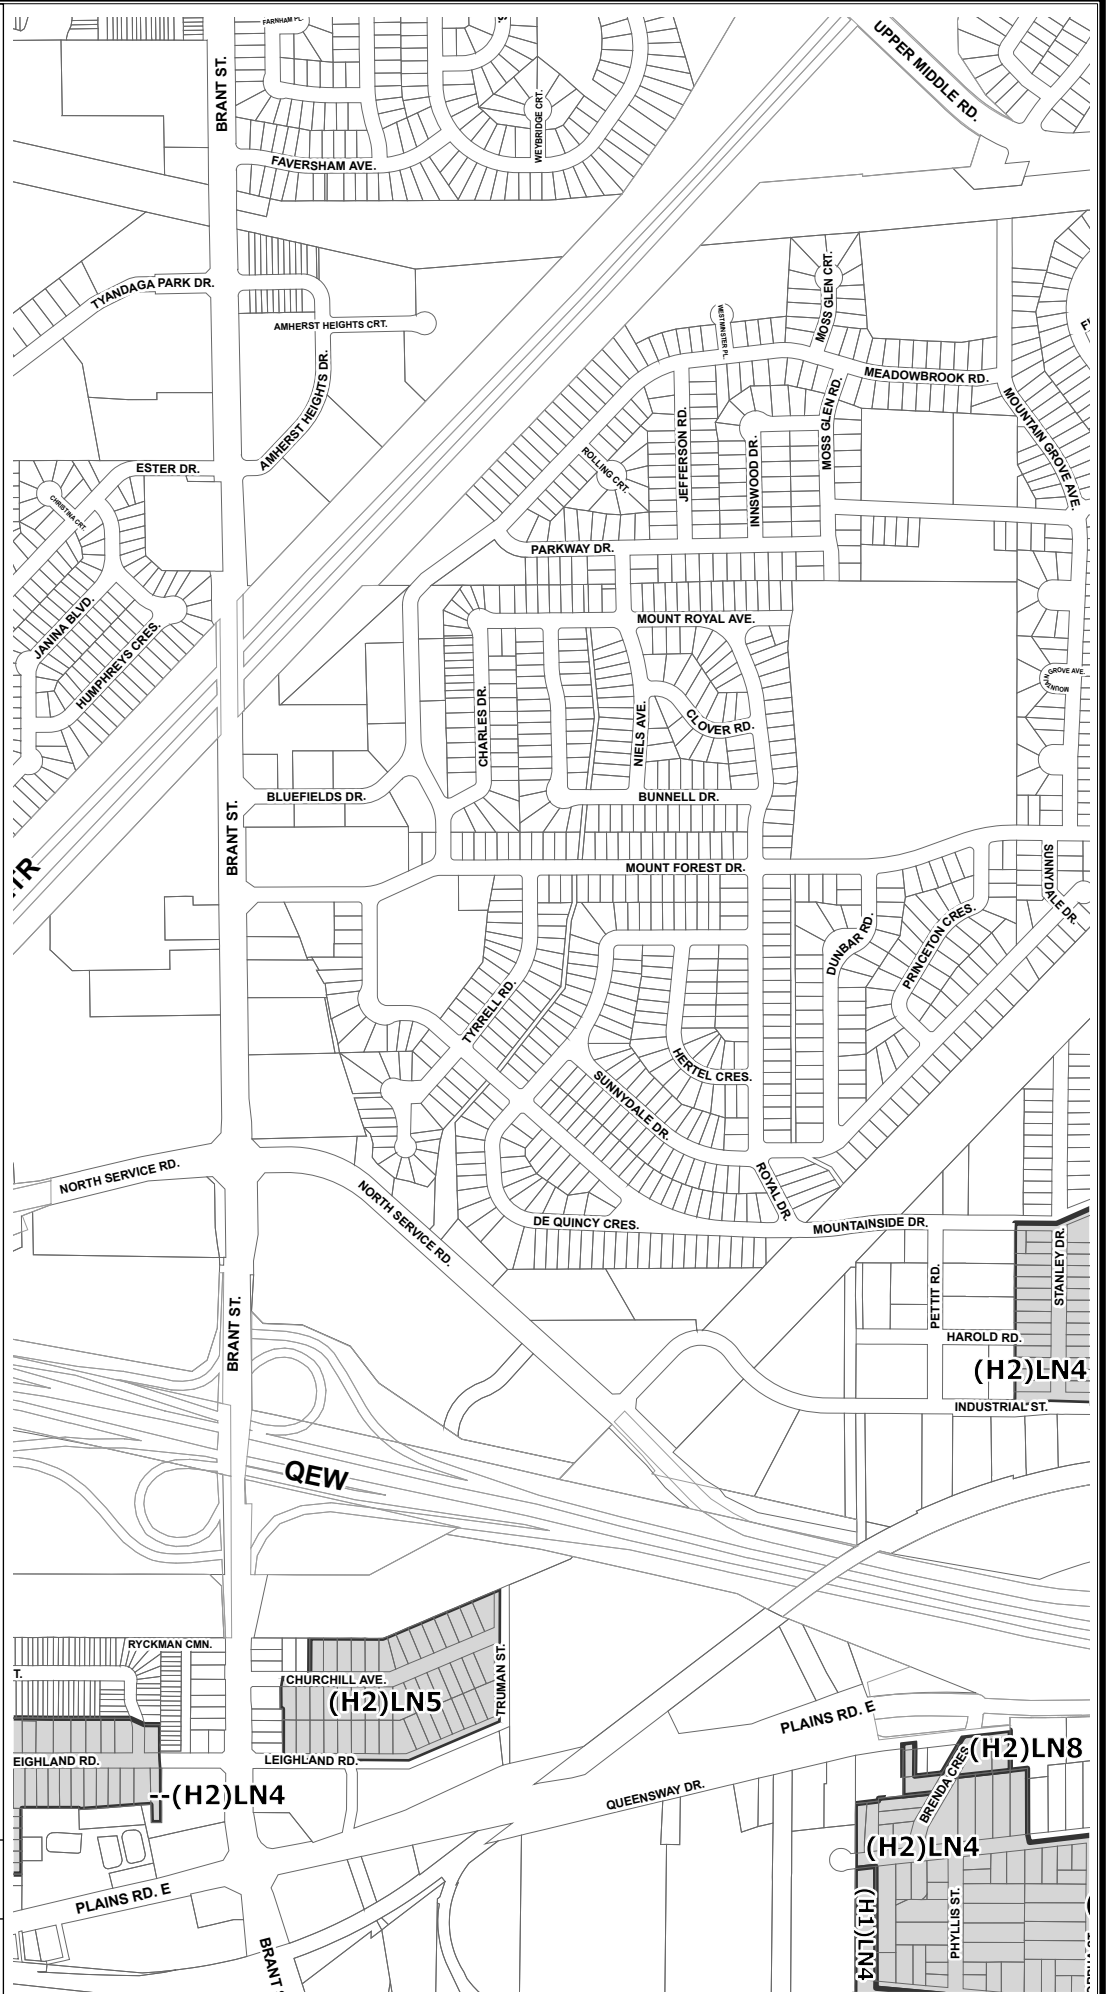 FARNHAM PL.
BRANT ST.
UPPER MIDDLE RD.
WEYBRIDGE CRT.
FAVERSHAM AVE.
TYANDAGA PARK DR.
AMHERST HEIGHTS CRT.
MOSS GLEN CRT.
WESTMINSTER PL.
AMHERST HEIGHTS DR.
MEADOWBROOK RD.
MOUNTAIN GROVE AVE.
MOSS GLEN RD.
JEFFERSON RD.
INNSWOOD DR.
ROLLING CRT.
ESTER DR.
CHRISTINA CRT.
PARKWAY DR.
JANINA BLVD.
HUMPHREYS CRES.
MOUNT ROYAL AVE.
MOUNTAIN GROVE AVE.
CHARLES DR.
NIELS AVE.
CLOVER RD.
BLUEFIELDS DR.
BUNNELL DR.
BRANT ST.
MOUNT FOREST DR.
SUNNYDALE DR.
TR
DUNBAR RD.
PRINCETON CRES.
TYRRELL RD.
HERTEL CRES.
SUNNYDALE DR.
NORTH SERVICE RD.
NORTH SERVICE RD.
ROYAL DR.
DE QUINCY CRES.
MOUNTAINSIDE DR.
STANLEY DR.
PETTIT RD.
BRANT ST.
HAROLD RD.
(H2)LN4
INDUSTRIAL ST.
QEW
RYCKMAN CMN.
T.
CHURCHILL AVE.
TRUMAN ST.
(H2)LN5
PLAINS RD. E
EIGHLAND RD.
LEIGHLAND RD.
(H2)LN8
BRENDA CRES.
--(H2)LN4
QUEENSWAY DR.
(H2)LN4
PLAINS RD. E
(H1)LN4
PHYLLIS ST.
BRANT